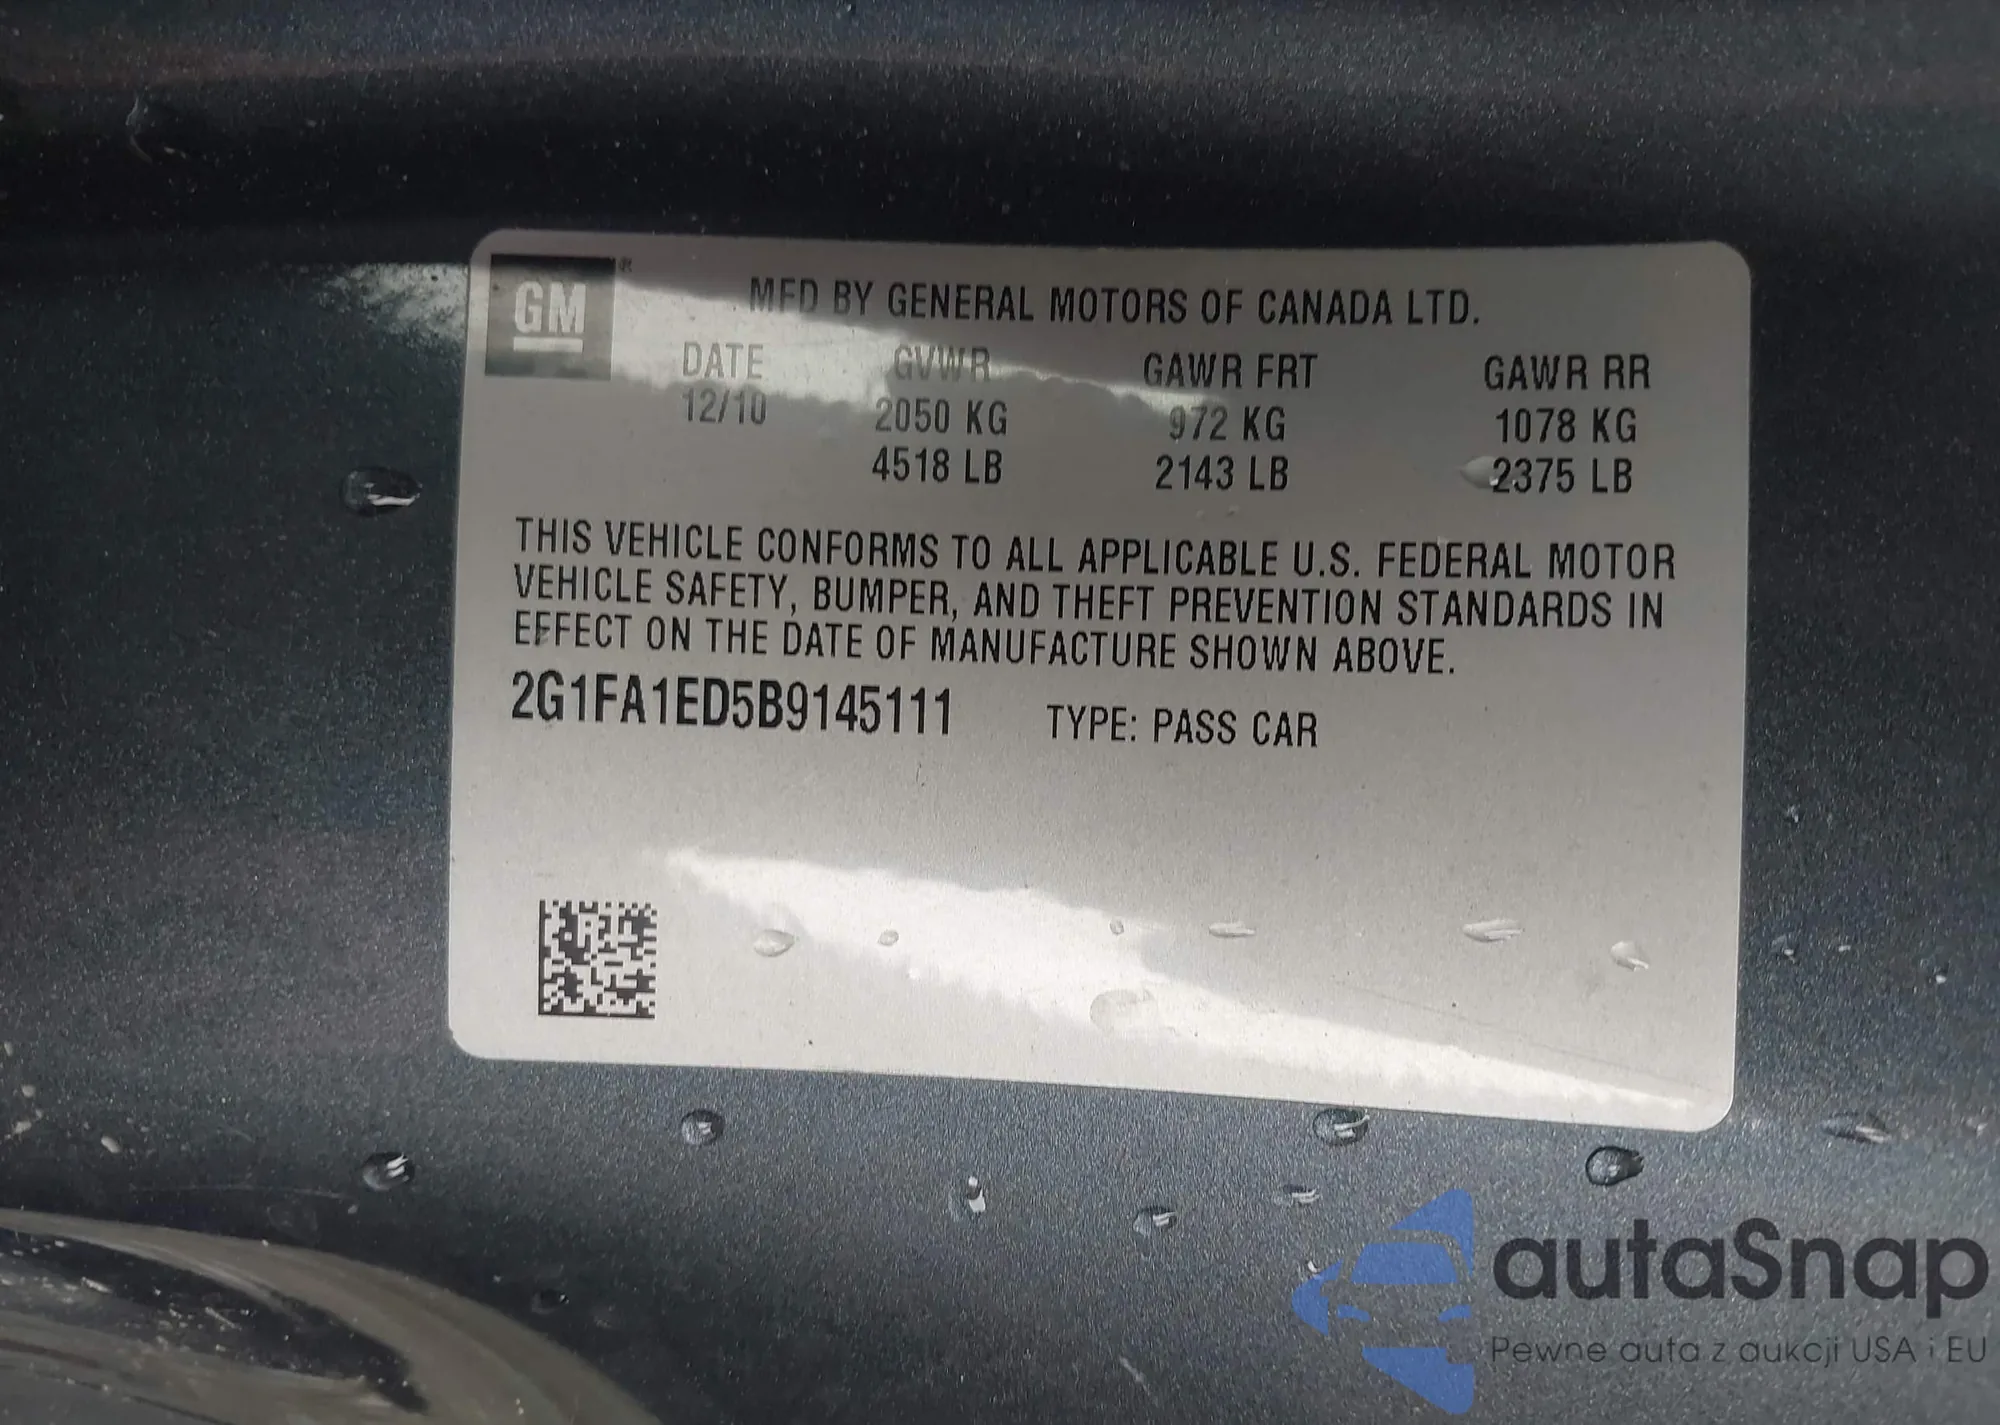 GM®
MFD BY GENERAL MOTORS OF CANADA LTD.
DATE GVWR GAWR FRT GAWR RR
12/10 2050 KG 972 KG 1078 KG
4518 LB 2143 LB 2375 LB
THIS VEHICLE CONFORMS TO ALL APPLICABLE U.S. FEDERAL MOTOR
VEHICLE SAFETY, BUMPER, AND THEFT PREVENTION STANDARDS IN
EFFECT ON THE DATE OF MANUFACTURE SHOWN ABOVE.
2G1FA1ED5B9145111 TYPE: PASS CAR
autaSnap
Pewne auta z aukcji USA i EU